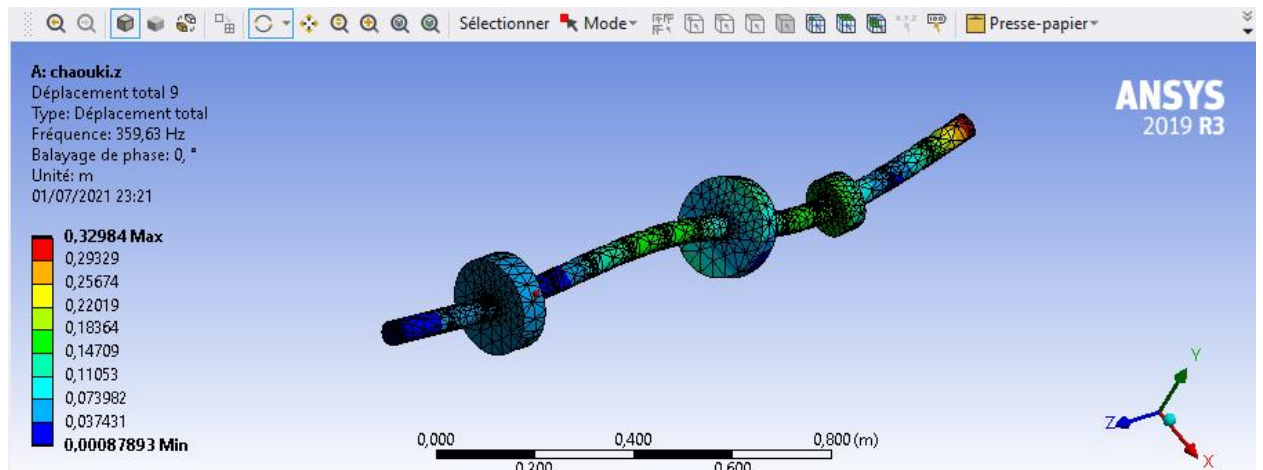 Sélectionner Mode Presse-papier
A: chaouki.z
Déplacement total 9
Type: Déplacement total
Fréquence: 359,63 Hz
Balayage de phase: 0, °
Unité: m
01/07/2021 23:21
ANSYS
2019 R3
0,32984 Max
0,29329
0,25674
0,22019
0,18364
0,14709
0,11053
0,073982
0,037431
0,00087893 Min
0,000 0,400 0,800 (m)
0,200 0,600
Y
Z
X